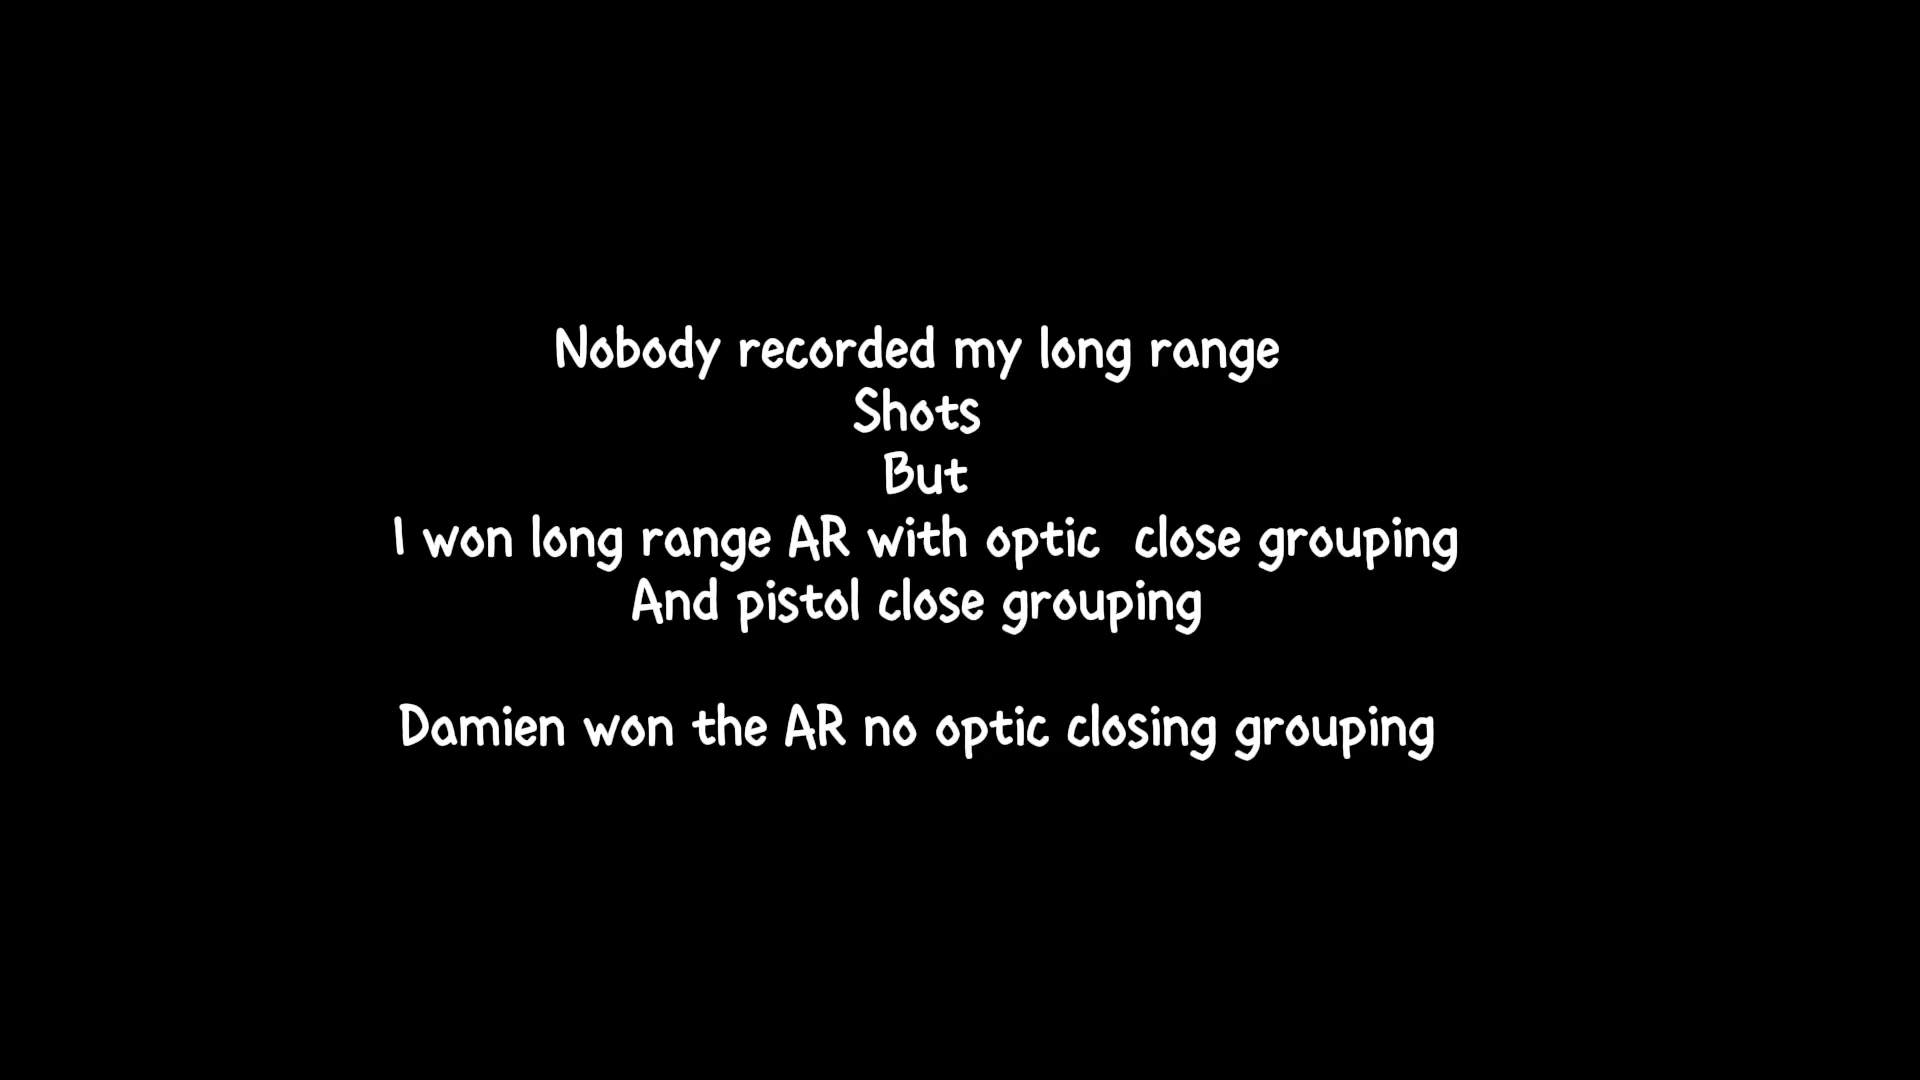 Nobody recorded my long range
Shots
But
I won long range AR with optic  close grouping
And pistol close grouping
Damien won the AR no optic closing grouping